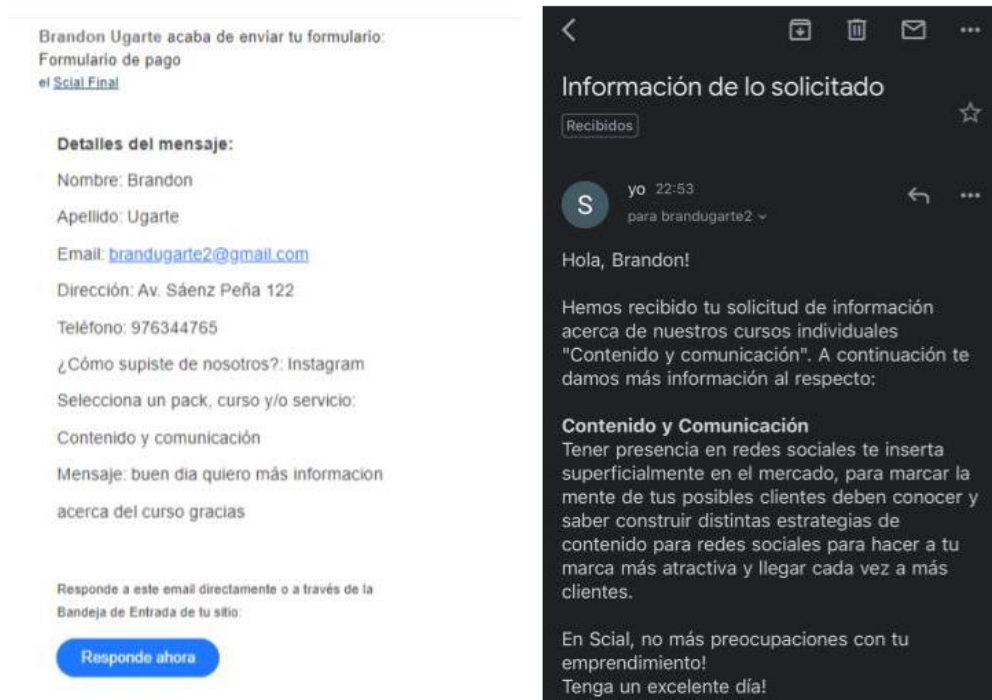 Brandon Ugarte acaba de enviar tu formulario:
Formulario de pago
el Scial Final
Detalles del mensaje:
Nombre: Brandon
Apellido: Ugarte
Email: brandugarte2@gmail.com
Dirección: Av. Sáenz Peña 122
Teléfono: 976344765
¿Cómo supiste de nosotros?: Instagram
Selecciona un pack, curso y/o servicio:
Contenido y comunicación
Mensaje: buen dia quiero más informacion
acerca del curso gracias
Responde a este email directamente o a través de la
Bandeja de Entrada de tu sitio:
Responde ahora
Información de lo solicitado
Recibidos
S
yo 22:53
para brandugarte2
Hola, Brandon!
Hemos recibido tu solicitud de información
acerca de nuestros cursos individuales
"Contenido y comunicación". A continuación te
damos más información al respecto:
Contenido y Comunicación
Tener presencia en redes sociales te inserta
superficialmente en el mercado, para marcar la
mente de tus posibles clientes deben conocer y
saber construir distintas estrategias de
contenido para redes sociales para hacer a tu
marca más atractiva y llegar cada vez a más
clientes.
En Scial, no más preocupaciones con tu
emprendimiento!
Tenga un excelente día!